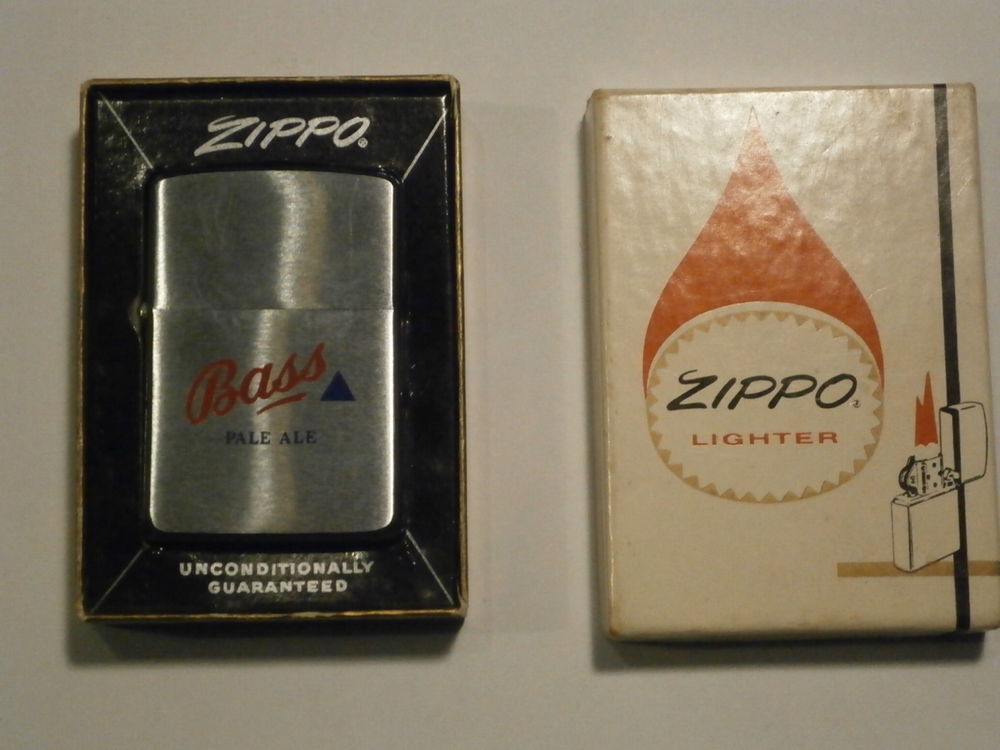 ZIPPO®
Bass
PALE ALE
UNCONDITIONALLY
GUARANTEED
ZIPPO®
LIGHTER